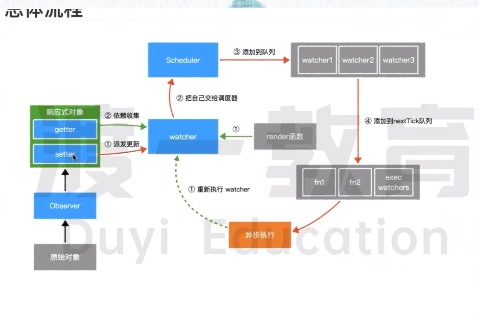 总体流程
Scheduler
③ 添加到队列
watcher1
watcher2
watcher3
响应式对象
getter
setter
② 依赖收集
① 派发更新
② 把自己交给调度器
watcher
①
render函数
④ 添加到nextTick队列
① 重新执行 watcher
fn1
fn2
exec
watchers
Observer
异步执行
原始对象
渡一教育
Duyi Education